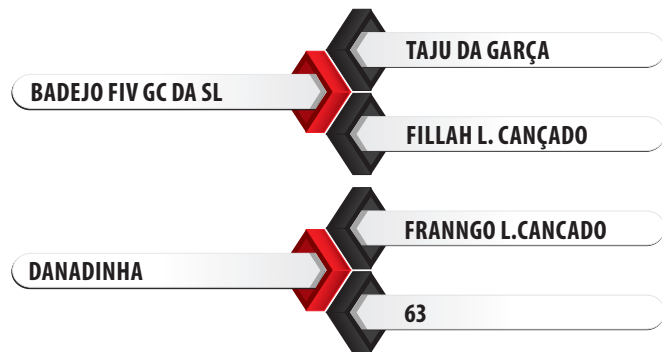 TAJU DA GARÇA
BADEJO FIV GC DA SL
FILLAH L. CANÇADO
FRANNGO L.CANCADO
DANADINHA
63